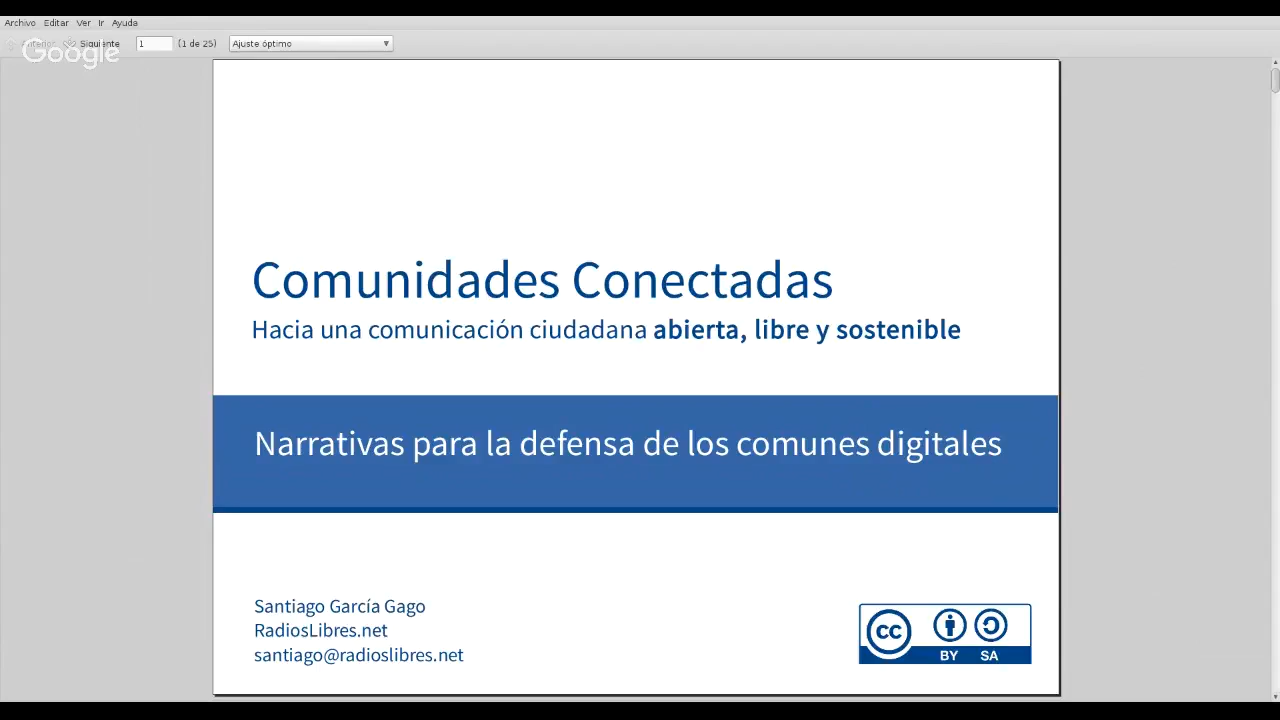 Archivo Editar Ver Ir Ayuda
Anterior Siguiente 1 (1 de 25) Ajuste óptimo
Google
Comunidades Conectadas
Hacia una comunicación ciudadana abierta, libre y sostenible
Narrativas para la defensa de los comunes digitales
Santiago García Gago
RadiosLibres.net
santiago@radioslibres.net
cc
BY SA